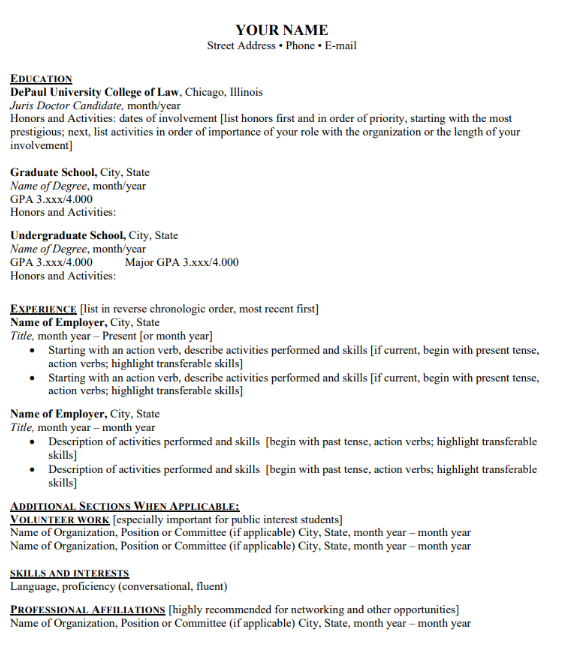 YOUR NAME
Street Address • Phone • E-mail
EDUCATION
DePaul University College of Law, Chicago, Illinois
Juris Doctor Candidate, month/year
Honors and Activities: dates of involvement [list honors first and in order of priority, starting with the most
prestigious; next, list activities in order of importance of your role with the organization or the length of your
involvement]
Graduate School, City, State
Name of Degree, month/year
GPA 3.xxx/4.000
Honors and Activities:
Undergraduate School, City, State
Name of Degree, month/year
GPA 3.xxx/4.000 Major GPA 3.xxx/4.000
Honors and Activities:
EXPERIENCE [list in reverse chronologic order, most recent first]
Name of Employer, City, State
Title, month year – Present [or month year]
• Starting with an action verb, describe activities performed and skills [if current, begin with present tense,
action verbs; highlight transferable skills]
• Starting with an action verb, describe activities performed and skills [if current, begin with present tense,
action verbs; highlight transferable skills]
Name of Employer, City, State
Title, month year – month year
• Description of activities performed and skills [begin with past tense, action verbs; highlight transferable
skills]
• Description of activities performed and skills [begin with past tense, action verbs; highlight transferable
skills]
ADDITIONAL SECTIONS WHEN APPLICABLE:
VOLUNTEER WORK [especially important for public interest students]
Name of Organization, Position or Committee (if applicable) City, State, month year – month year
Name of Organization, Position or Committee (if applicable) City, State, month year – month year
SKILLS AND INTERESTS
Language, proficiency (conversational, fluent)
PROFESSIONAL AFFILIATIONS [highly recommended for networking and other opportunities]
Name of Organization, Position or Committee (if applicable) City, State, month year – month year